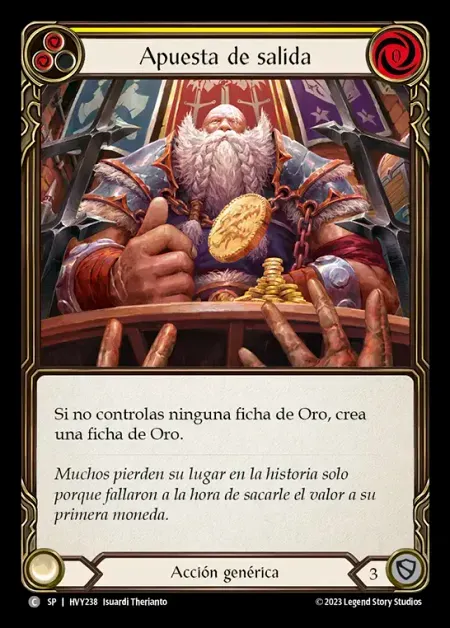 Apuesta de salida
0
Si no controlas ninguna ficha de Oro, crea
una ficha de Oro.
Muchos pierden su lugar en la historia solo
porque fallaron a la hora de sacarle el valor a su
primera moneda.
Acción genérica
3
C SP | HVY238 Isuardi Therianto
© 2023 Legend Story Studios